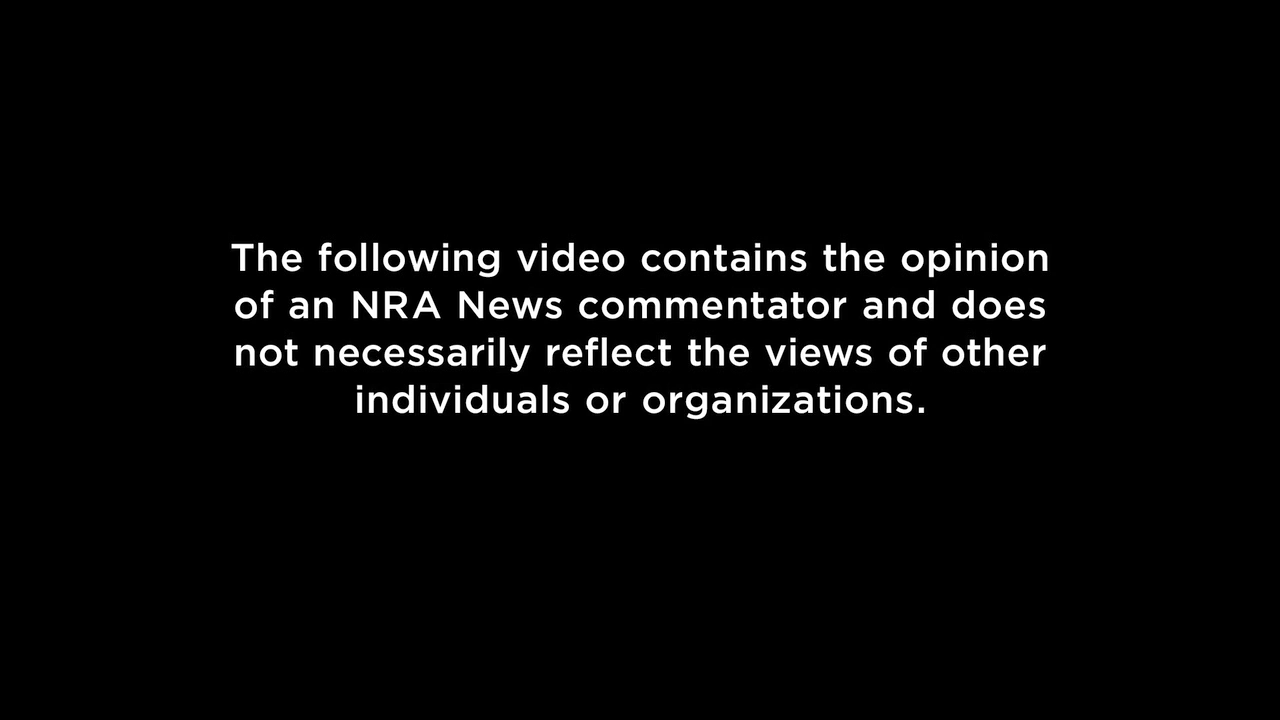 The following video contains the opinion
of an NRA News commentator and does
not necessarily reflect the views of other
individuals or organizations.